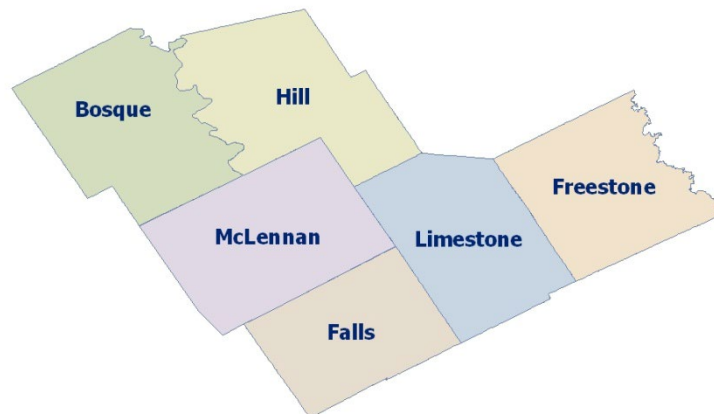 Hill
Bosque
Freestone
McLennan
Limestone
Falls